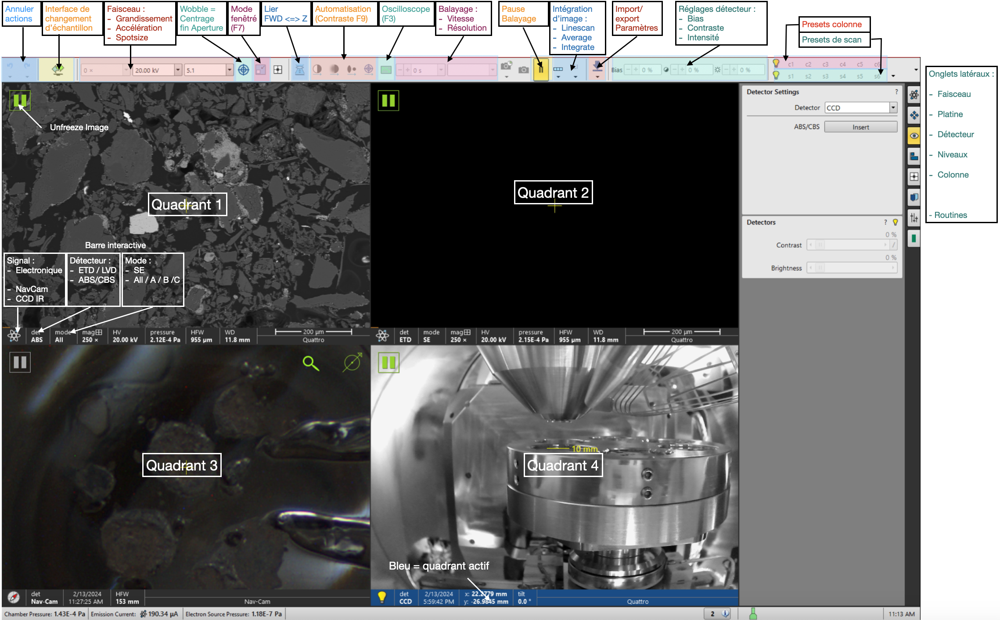 Annuler
actions
Interface de
changement
d'échantillon
Faisceau :
- Grandissement
- Accélération
- Spotsize
Wobble =
Centrage
fin Aperture
Mode
fenêtré
(F7)
Lier
FWD <=> Z
Automatisation
(Contraste F9)
Oscilloscope
(F3)
Balayage :
- Vitesse
- Résolution
Pause
Balayage
Intégration
d'image :
- Linescan
- Average
- Integrate
Import/
export
Paramètres
Réglages détecteur :
- Bias
- Contraste
- Intensité
Presets colonne
Presets de scan
0 ×
20.00 kV
5.1
- + 0 s
Bias - + 0 %
- + 0 %
- + 0 %
c1 c2 c3 c4 c5 c6
s1 s2 s3 s4 s5 s6
Onglets latéraux :
- Faisceau
- Platine
- Détecteur
- Niveaux
- Colonne
- Routines
Unfreeze Image
Quadrant 1
Barre interactive
Signal :
- Electronique
- NavCam
- CCD IR
Détecteur :
- ETD / LVD
- ABS/CBS
Mode :
- SE
- All / A / B /C
det mode mag HV pressure HFW WD 200 µm
ABS All 250 × 20.00 kV 2.12E-4 Pa 955 µm 11.8 mm Quattro
Quadrant 2
det mode mag HV pressure HFW WD 200 µm
ETD SE 250 × 20.00 kV 2.15E-4 Pa 955 µm 11.8 mm Quattro
Detector Settings ?
Detector CCD
ABS/CBS Insert
Detectors ?
0 %
Contrast
0 %
Brightness
Quadrant 3
det 2/13/2024 HFW
Nav-Cam 11:27:25 AM 153 mm Nav-Cam
10 mm
Quadrant 4
Bleu = quadrant actif
det 2/13/2024 x: 22.2779 mm tilt
CCD 5:59:42 PM y: -26.9845 mm 0.0 ° Quattro
Chamber Pressure: 1.43E-4 Pa Emission Current: 190.34 µA Electron Source Pressure: 1.18E-7 Pa
2
11:13 AM